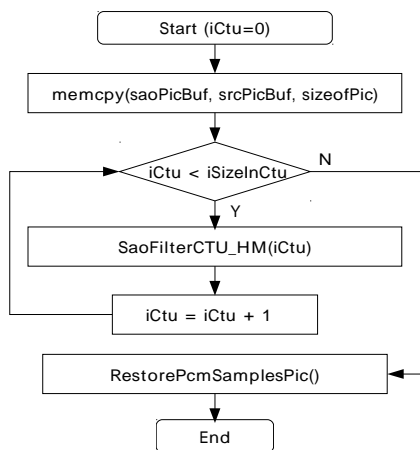 Start (iCtu=0)
memcpy(saoPicBuf, srcPicBuf, sizeofPic)
iCtu < iSizeInCtu
N
Y
SaoFilterCTU_HM(iCtu)
iCtu = iCtu + 1
RestorePcmSamplesPic()
End